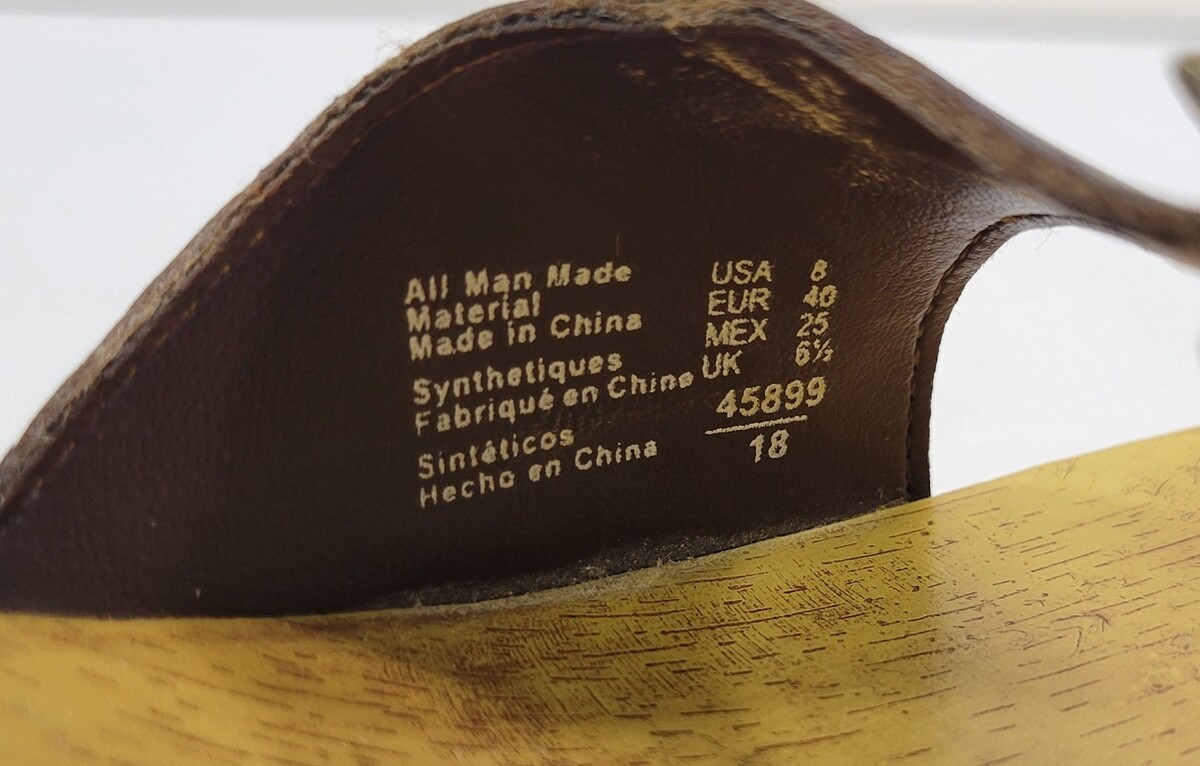 All Man Made
Material
Made in China
Synthetiques
Fabriqué en Chine
Sintéticos
Hecho en China
USA 8
EUR 40
MEX 25
UK 6½
45899
18